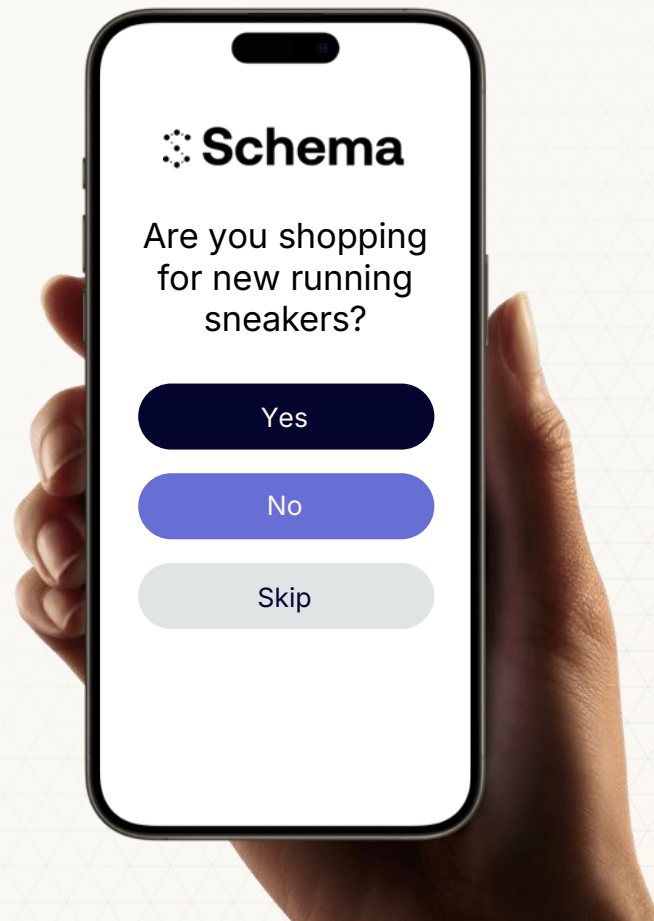 Schema
Are you shopping
for new running
sneakers?
Yes
No
Skip